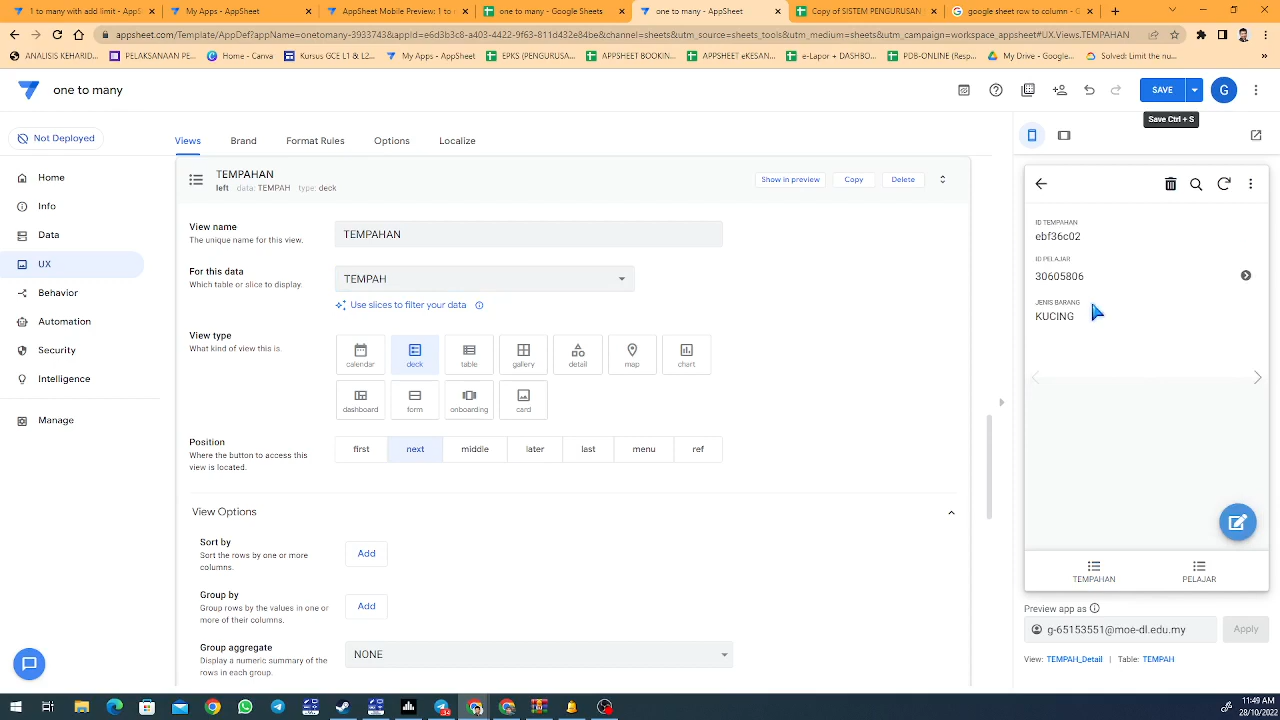 1 to many with add limit - AppShe
My Apps - AppSheet
AppSheet Mobile Preview: 1 to r
one to many - Google Sheets
one to many - AppSheet
Copy of SISTEM PENGURUSAN
google sheet row to column - G
appsheet.com/Template/AppDef?appName=onetomany-3933743&appId=e6d3b3c8-a403-4422-9f63-811d432e84be&channel=sheets&utm_source=sheets_tools&utm_medium=sheets&utm_campaign=workspace_appsheet#UX.Views.TEMPAHAN
ANALISIS KEHARID...
PELAKSANAAN PE...
Home - Canva
Kursus GCE L1 & L2...
My Apps - AppSheet
EPKS (PENGURUSA...
APPSHEET BOOKIN...
APPSHEET eKESAN...
e-Lapor + DASHBO...
PDB-ONLINE (Respo...
My Drive - Google...
Solved: Limit the nu...
»
one to many
SAVE
G
Save Ctrl + S
Not Deployed
Views
Brand
Format Rules
Options
Localize
Home
Info
Data
UX
Behavior
Automation
Security
Intelligence
Manage
TEMPAHAN
left data: TEMPAH type: deck
Show in preview
Copy
Delete
View name
The unique name for this view.
TEMPAHAN
For this data
Which table or slice to display.
TEMPAH
Use slices to filter your data
View type
What kind of view this is.
calendar
deck
table
gallery
detail
map
chart
dashboard
form
onboarding
card
Position
Where the button to access
this view is located.
first
next
middle
later
last
menu
ref
View Options
Sort by
Sort the rows by one or more
columns.
Add
Group by
Group rows by the values in one or
more of their columns.
Add
Group aggregate
Display a numeric summary of the
rows in each group.
NONE
ID TEMPAHAN
ebf36c02
ID PELAJAR
30605806
JENIS BARANG
KUCING
TEMPAHAN
PELAJAR
Preview app as
g-65153551@moe-dl.edu.my
Apply
View: TEMPAH_Detail | Table: TEMPAH
11:49 AM